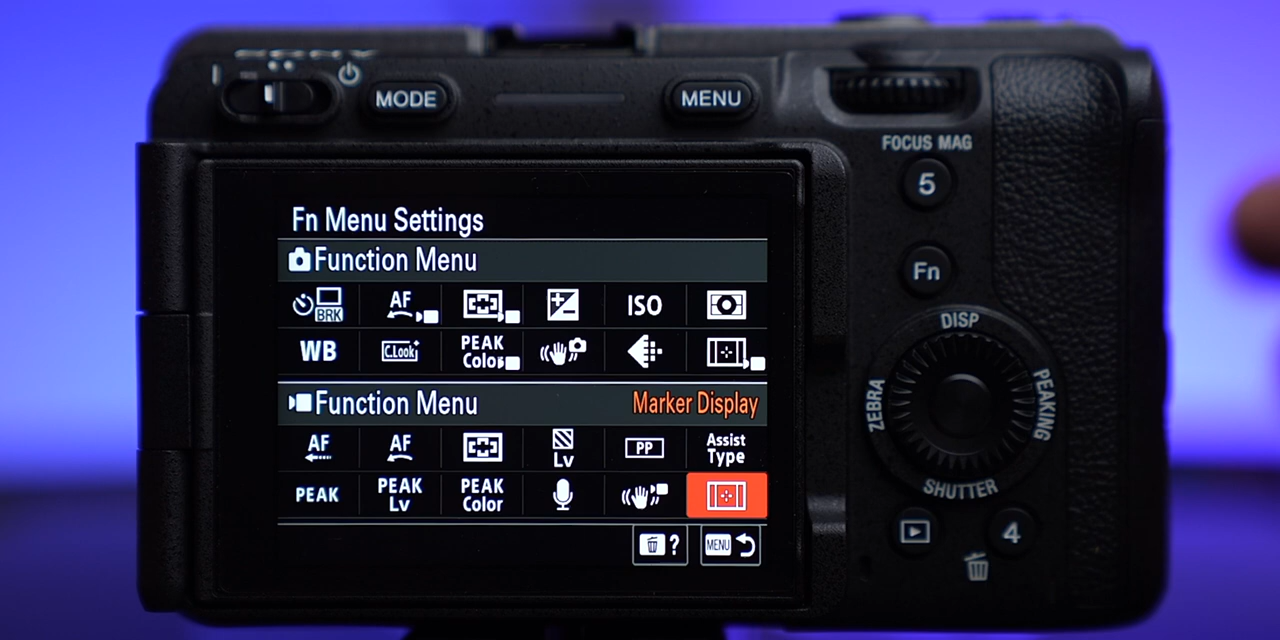 MODE
MENU
FOCUS MAG
5
Fn
DISP
ZEBRA
PEAKING
SHUTTER
4
Fn Menu Settings
Function Menu
BRK AF ISO
WB C.Look PEAK
Color
Function Menu Marker Display
AF AF Lv PP Assist
Type
PEAK PEAK
Lv PEAK
Color
? MENU